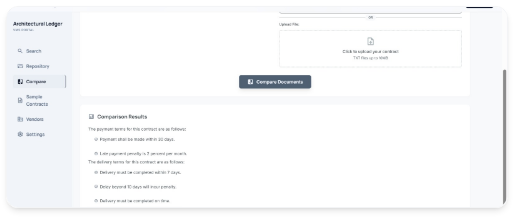 Architectural Ledger
OR
Upload File:
Search
Click to upload your contract
Repository
TXT files up to 10MB
Compare
Compare Documents
Sample
Contracts
Vendors
Comparison Results
Settings
The payment terms for this contract are as follows:
Payment shall be made within 30 days.
Late payment penalty is 2 percent per month.
The delivery terms for this contract are as follows:
Delivery must be completed within 7 days.
Delay beyond 10 days will incur penalty.
Delivery must be completed on time.